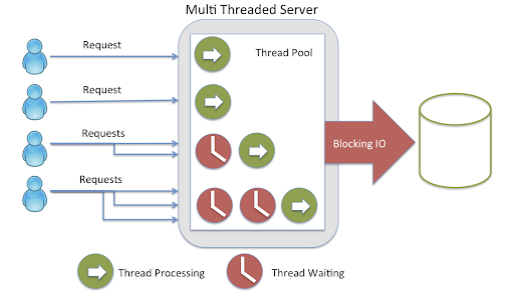 Multi Threaded Server
Request
Thread Pool
Request
Requests
Blocking IO
Requests
Thread Processing
Thread Waiting